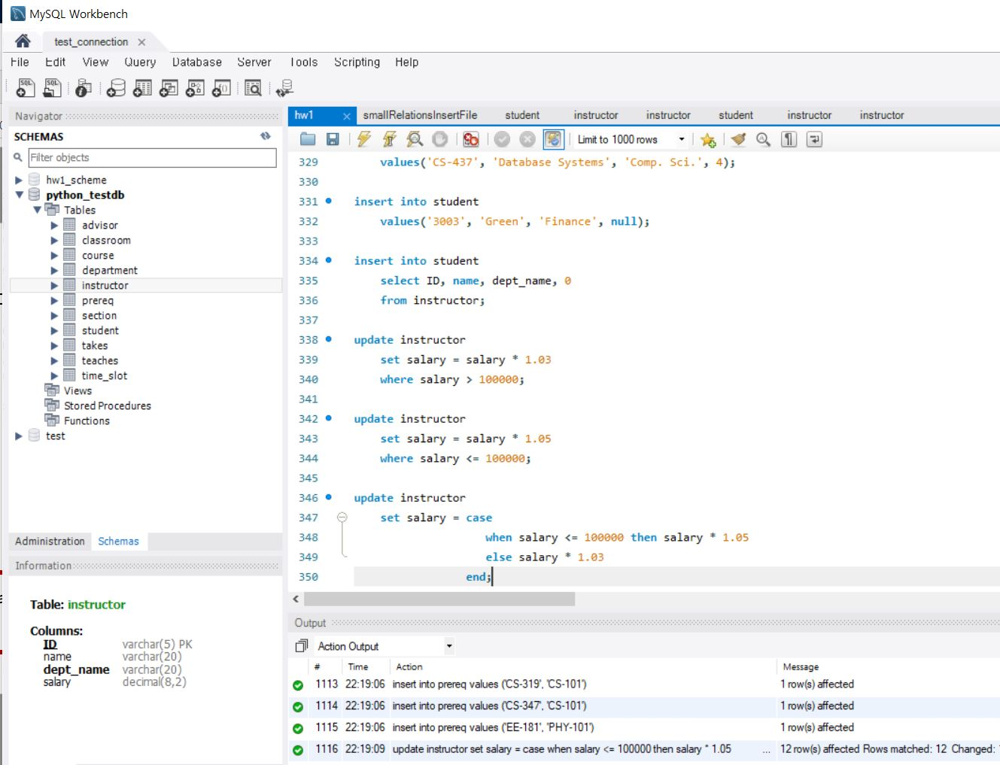 MySQL Workbench
test_connection
File Edit View Query Database Server Tools Scripting Help
Navigator
SCHEMAS
Filter objects
hw1_scheme
python_testdb
Tables
advisor
classroom
course
department
instructor
prereq
section
student
takes
teaches
time_slot
Views
Stored Procedures
Functions
test
Administration Schemas
Information
Table: instructor
Columns:
ID varchar(5) PK
name varchar(20)
dept_name varchar(20)
salary decimal(8,2)
hw1 smallRelationsInsertFile student instructor instructor student instructor instructor
Limit to 1000 rows
329 values('CS-437', 'Database Systems', 'Comp. Sci.', 4);
330
331 insert into student
332 values('3003', 'Green', 'Finance', null);
333
334 insert into student
335 select ID, name, dept_name, 0
336 from instructor;
337
338 update instructor
339 set salary = salary * 1.03
340 where salary > 100000;
341
342 update instructor
343 set salary = salary * 1.05
344 where salary <= 100000;
345
346 update instructor
347 set salary = case
348 when salary <= 100000 then salary * 1.05
349 else salary * 1.03
350 end;
Output
Action Output
# Time Action Message
1113 22:19:06 insert into prereq values ('CS-319', 'CS-101') 1 row(s) affected
1114 22:19:06 insert into prereq values ('CS-347', 'CS-101') 1 row(s) affected
1115 22:19:06 insert into prereq values ('EE-181', 'PHY-101') 1 row(s) affected
1116 22:19:09 update instructor set salary = case when salary <= 100000 then salary * 1.05 ... 12 row(s) affected Rows matched: 12 Changed: